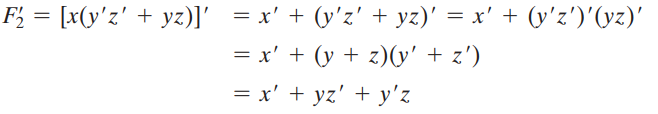 F₂′ = [x(y′z′ + yz)]′ = x′ + (y′z′ + yz)′ = x′ + (y′z′)′(yz)′
= x′ + (y + z)(y′ + z′)
= x′ + yz′ + y′z